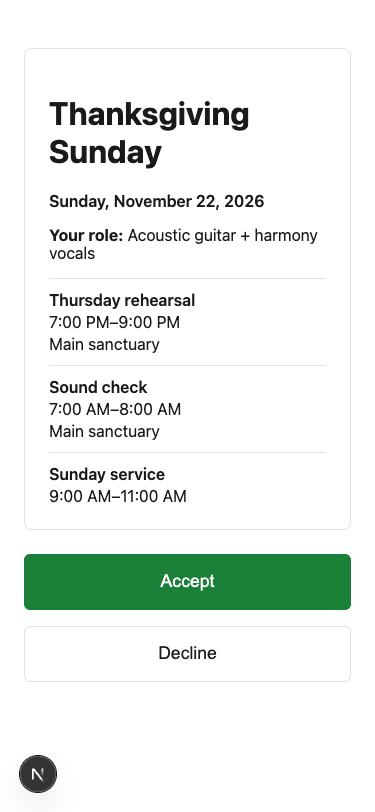 Thanksgiving
Sunday
Sunday, November 22, 2026
Your role: Acoustic guitar + harmony
vocals
Thursday rehearsal
7:00 PM–9:00 PM
Main sanctuary
Sound check
7:00 AM–8:00 AM
Main sanctuary
Sunday service
9:00 AM–11:00 AM
Accept
Decline
N